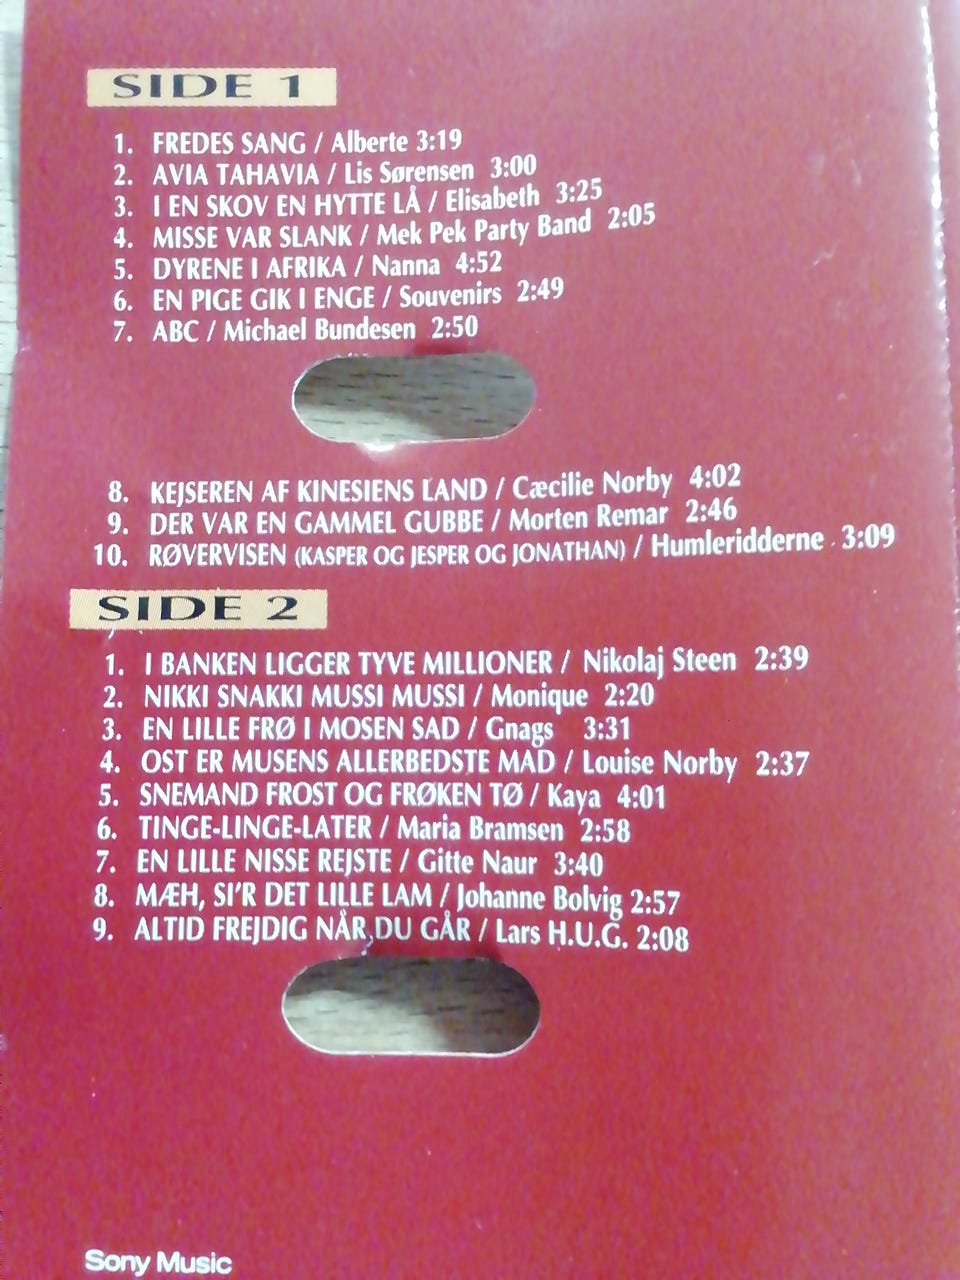 SIDE 1
1. FREDES SANG / Alberte 3:19
2. AVIA TAHAVIA / Lis Sørensen 3:00
3. I EN SKOV EN HYTTE LÅ / Elisabeth 3:25
4. MISSE VAR SLANK / Mek Pek Party Band 2:05
5. DYRENE I AFRIKA / Nanna 4:52
6. EN PIGE GIK I ENGE / Souvenirs 2:49
7. ABC / Michael Bundesen 2:50
8. KEJSEREN AF KINESIENS LAND / Cæcilie Norby 4:02
9. DER VAR EN GAMMEL GUBBE / Morten Remar 2:46
10. RØVERVISEN (KASPER OG JESPER OG JONATHAN) / Humleridderne 3:09
SIDE 2
1. I BANKEN LIGGER TYVE MILLIONER / Nikolaj Steen 2:39
2. NIKKI SNAKKI MUSSI MUSSI / Monique 2:20
3. EN LILLE FRØ I MOSEN SAD / Gnags 3:31
4. OST ER MUSENS ALLERBEDSTE MAD / Louise Norby 2:37
5. SNEMAND FROST OG FRØKEN TØ / Kaya 4:01
6. TINGE-LINGE-LATER / Maria Bramsen 2:58
7. EN LILLE NISSE REJSTE / Gitte Naur 3:40
8. MÆH, SI'R DET LILLE LAM / Johanne Bolvig 2:57
9. ALTID FREJDIG NÅR DU GÅR / Lars H.U.G. 2:08
Sony Music